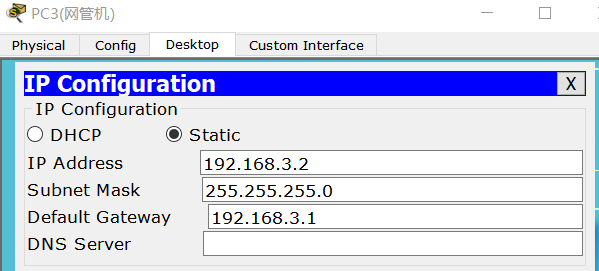 PC3(网管机)
Physical Config Desktop Custom Interface
IP Configuration X
IP Configuration
DHCP Static
IP Address 192.168.3.2
Subnet Mask 255.255.255.0
Default Gateway 192.168.3.1
DNS Server